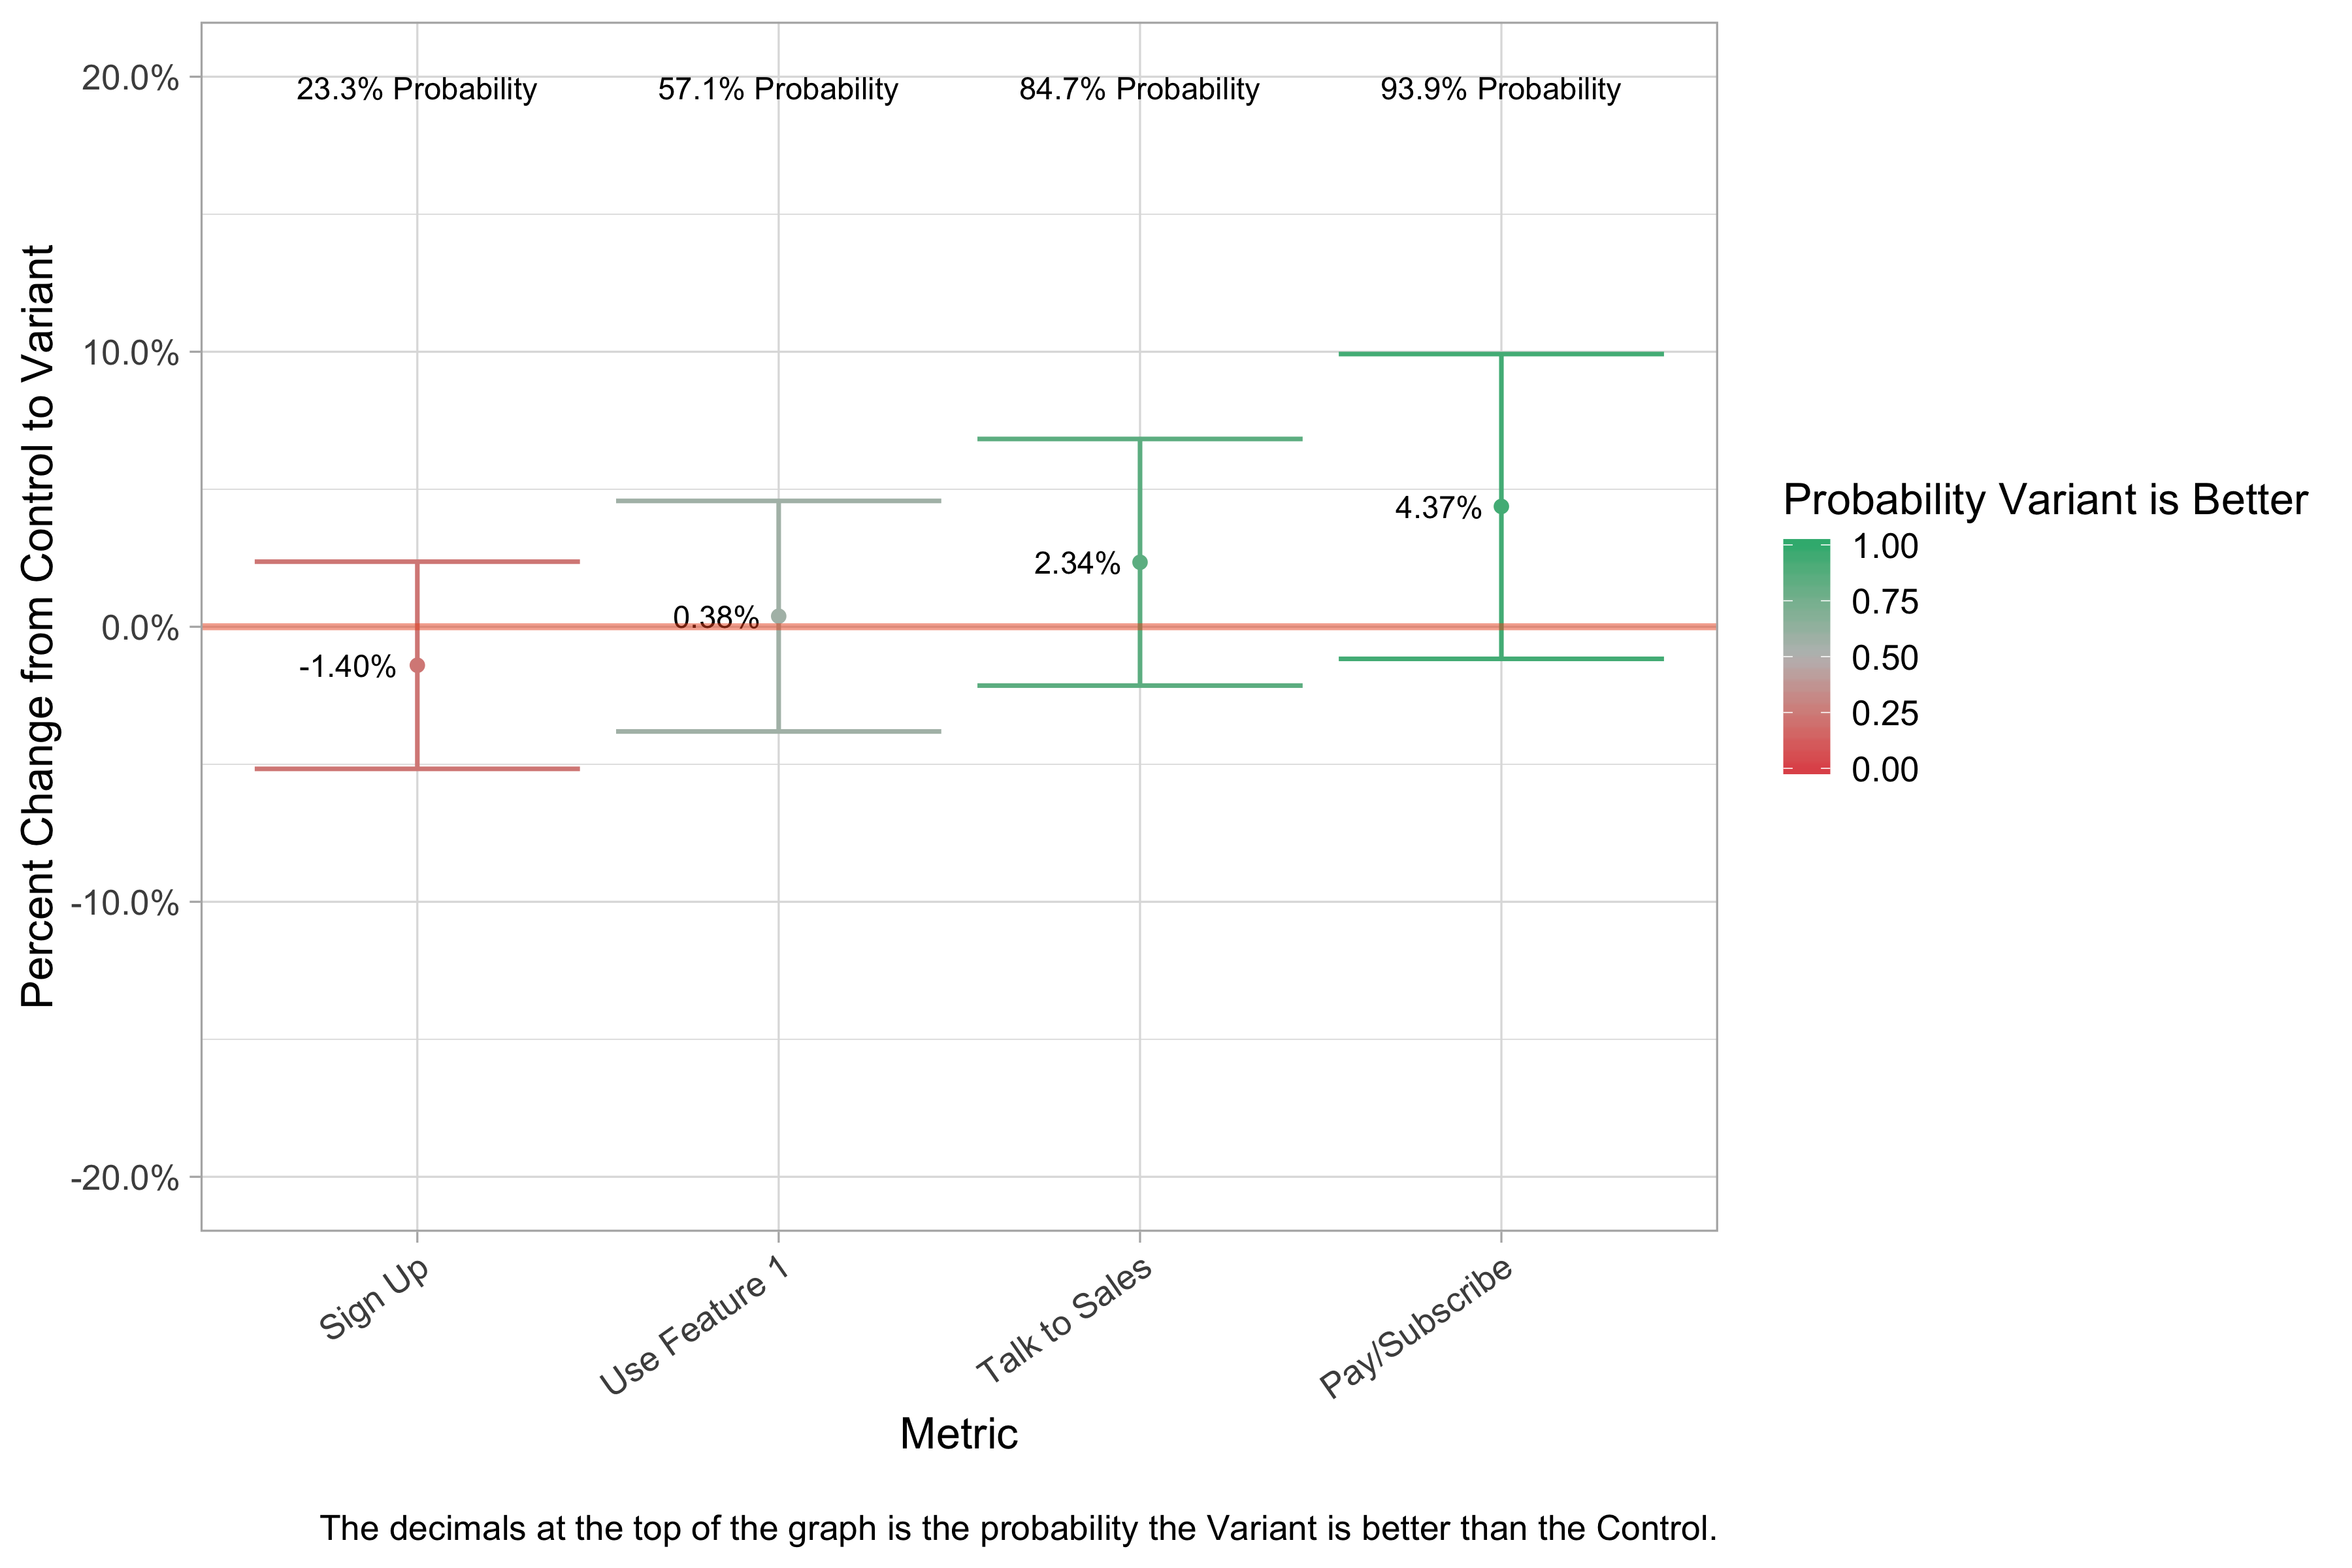 Percent Change from Control to Variant
20.0%
10.0%
0.0%
-10.0%
-20.0%
23.3% Probability
57.1% Probability
84.7% Probability
93.9% Probability
-1.40%
0.38%
2.34%
4.37%
Sign Up
Use Feature 1
Talk to Sales
Pay/Subscribe
Metric
Probability Variant is Better
1.00
0.75
0.50
0.25
0.00
The decimals at the top of the graph is the probability the Variant is better than the Control.